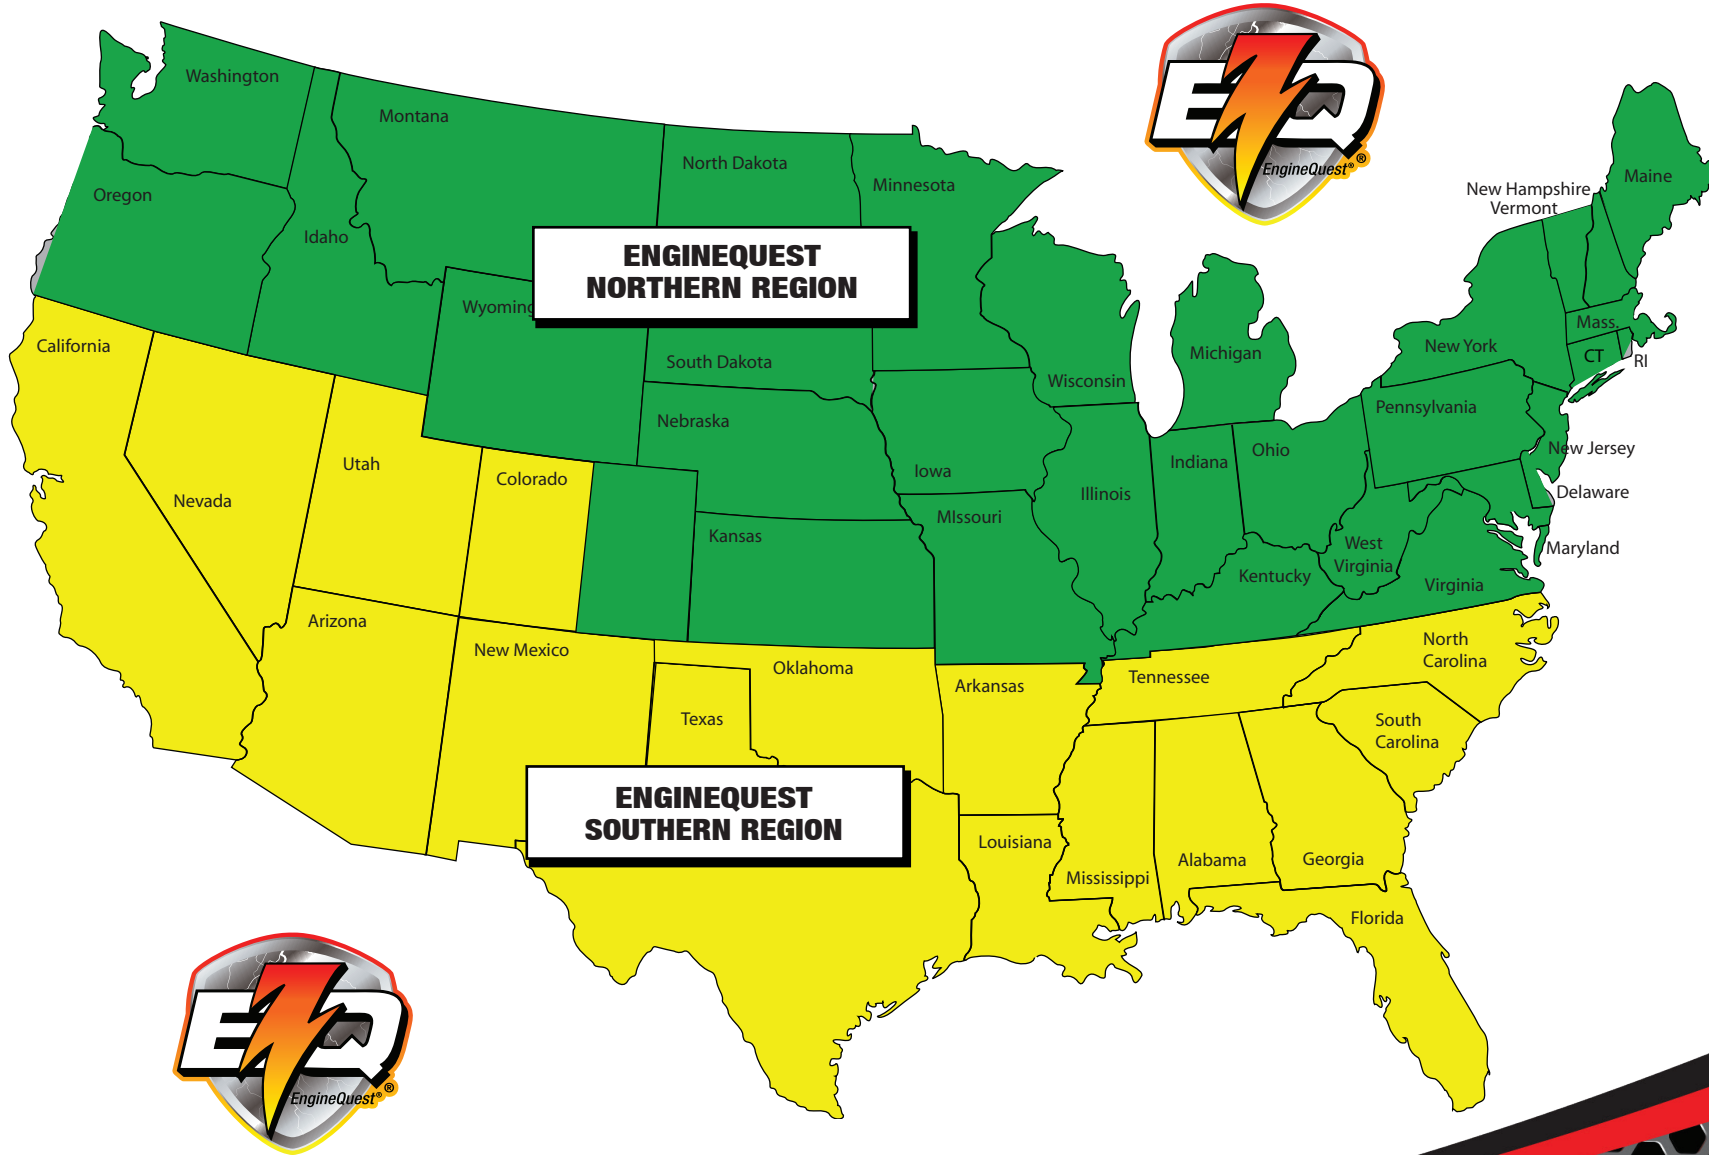 Washington
Montana
North Dakota
Minnesota
EQ
EngineQuest®
®
Maine
New Hampshire
Vermont
Oregon
Idaho
ENGINEQUEST
NORTHERN REGION
Wyoming
California
South Dakota
Wisconsin
Michigan
New York
Mass.
CT
RI
Nebraska
Pennsylvania
Utah
Colorado
Nevada
Iowa
Illinois
Indiana
Ohio
New Jersey
Delaware
Kansas
MIssouri
Kentucky
West
Virginia
Virginia
Maryland
Arizona
New Mexico
Oklahoma
Texas
Arkansas
Tennessee
North
Carolina
South
Carolina
ENGINEQUEST
SOUTHERN REGION
Louisiana
Mississippi
Alabama
Georgia
Florida
EQ
EngineQuest®
®